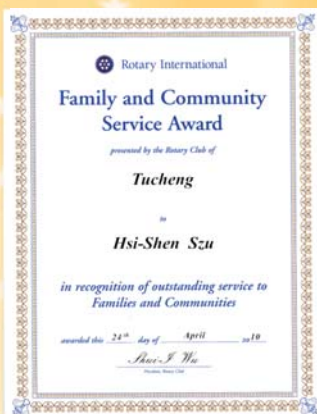 Rotary International
Family and Community
Service Award
presented by the Rotary Club of
Tucheng
to
Hsi-Shen Szu
in recognition of outstanding service to
Families and Communities
awarded this 24th day of April 2010
President, Rotary Club